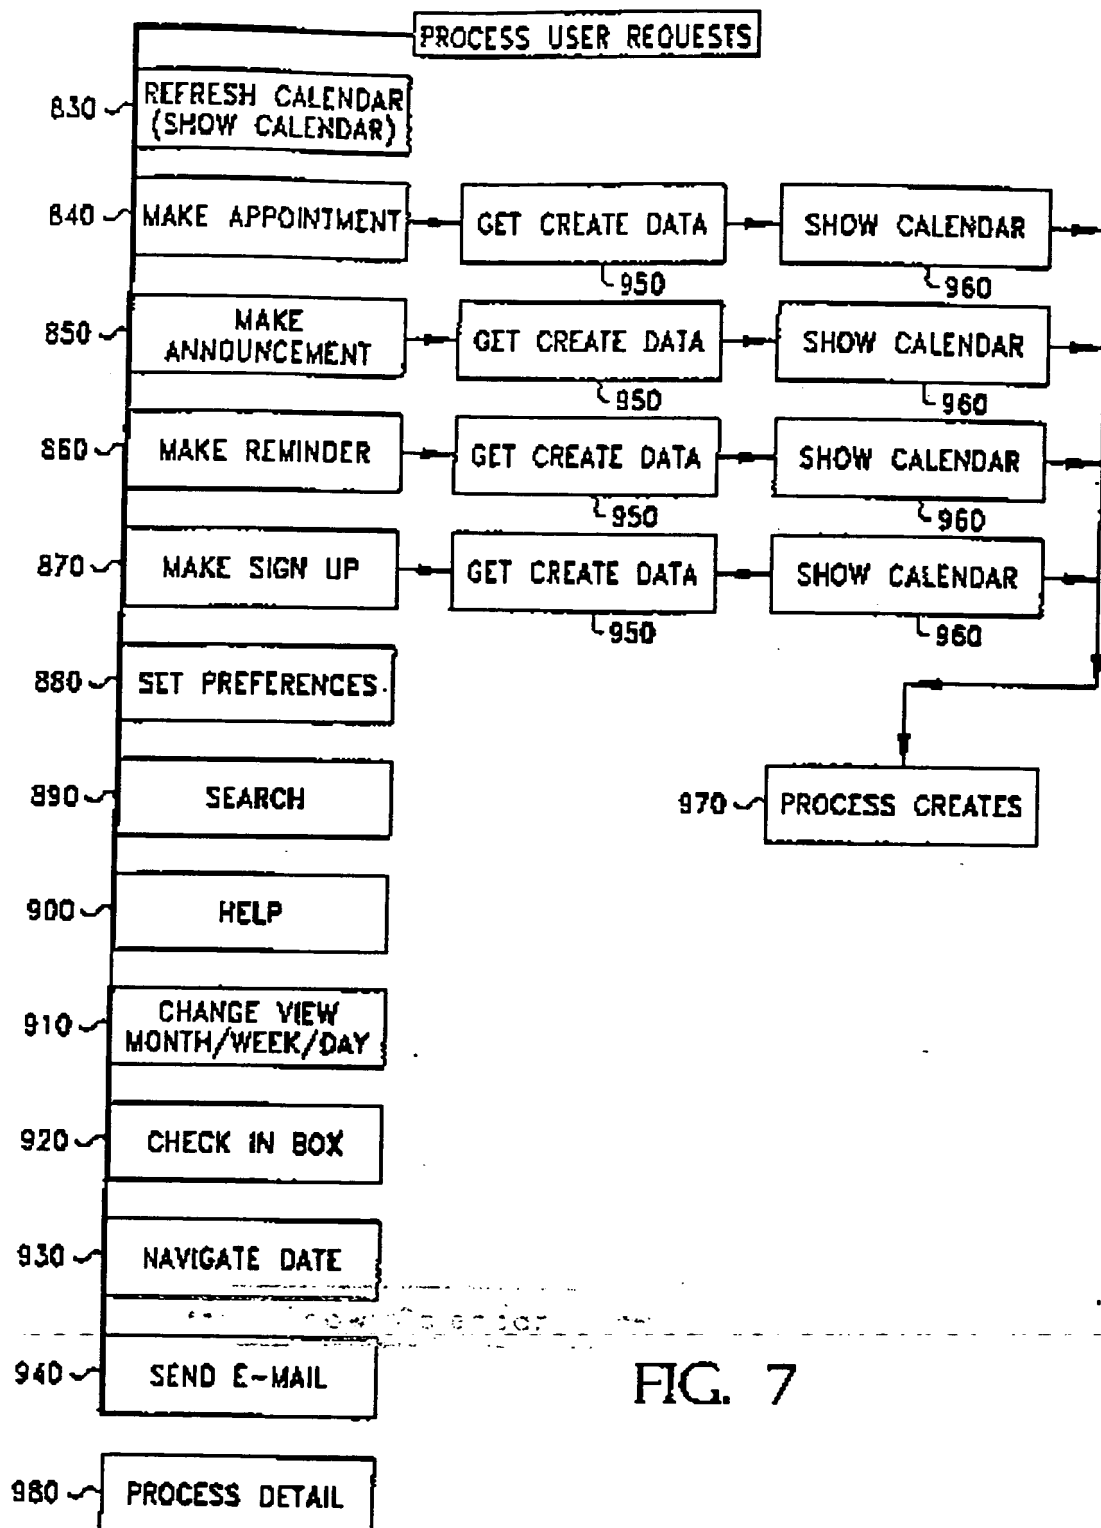 PROCESS USER REQUESTS
830
REFRESH CALENDAR
(SHOW CALENDAR)
840
MAKE APPOINTMENT
GET CREATE DATA
SHOW CALENDAR
950
960
850
MAKE
ANNOUNCEMENT
GET CREATE DATA
SHOW CALENDAR
950
960
860
MAKE REMINDER
GET CREATE DATA
SHOW CALENDAR
950
960
870
MAKE SIGN UP
GET CREATE DATA
SHOW CALENDAR
950
960
880
SET PREFERENCES
890
SEARCH
970
PROCESS CREATES
900
HELP
910
CHANGE VIEW
MONTH/WEEK/DAY
920
CHECK IN BOX
930
NAVIGATE DATE
940
SEND E-MAIL
FIG. 7
980
PROCESS DETAIL